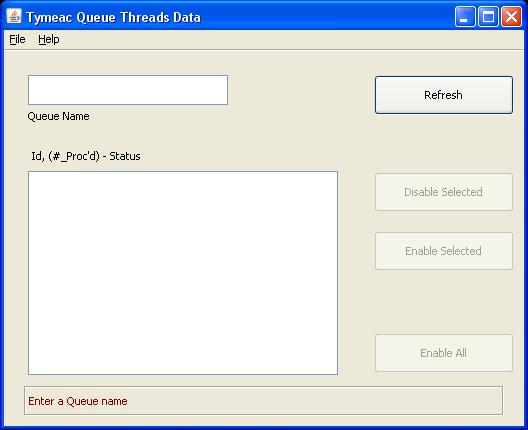 Tymeac Queue Threads Data
File Help
Refresh
Queue Name
Id, (#_Proc'd) - Status
Disable Selected
Enable Selected
Enable All
Enter a Queue name